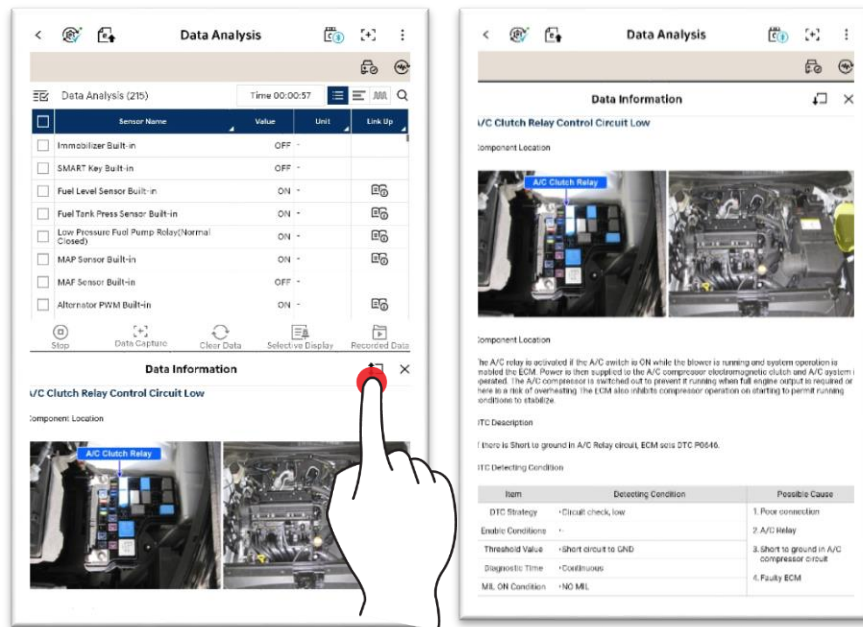 Data Analysis
Data Analysis (215)
Time 00:00:57
Sensor Name Value Unit Link Up
Immobilizer Built-in OFF -
SMART Key Built-in OFF -
Fuel Level Sensor Built-in ON -
Fuel Tank Press Sensor Built-in ON -
Low Pressure Fuel Pump Relay(Normal
Closed) ON -
MAP Sensor Built-in ON -
MAF Sensor Built-in OFF -
Alternator PWM Built-in ON -
Stop Data Capture Clear Data Selective Display Recorded Data
Data Information
/C Clutch Relay Control Circuit Low
omponent Location
A/C Clutch Relay
Data Analysis
Data Information
/C Clutch Relay Control Circuit Low
omponent Location
A/C Clutch Relay
omponent Location
he A/C relay is activated if the A/C switch is ON while the blower is running and system operation is
nabled the ECM. Power is then supplied to the A/C compressor electromagnetic clutch and A/C system i
perated. The A/C compressor is switched out to prevent it running when full engine output is required or
here is a risk of overheating The ECM also inhibits compressor operation on starting to permit running
onditions to stabilize.
TC Description
f there is Short to ground in A/C Relay circuit, ECM sets DTC P0646.
TC Detecting Condition
Item Detecting Condition Possible Cause
DTC Strategy •Circuit check, low
Enable Conditions •-
Threshold Value •Short circuit to GND
Diagnostic Time •Continuous
MIL ON Condition •NO MIL
1. Poor connection
2. A/C Relay
3. Short to ground in A/C
compressor circuit
4. Faulty ECM